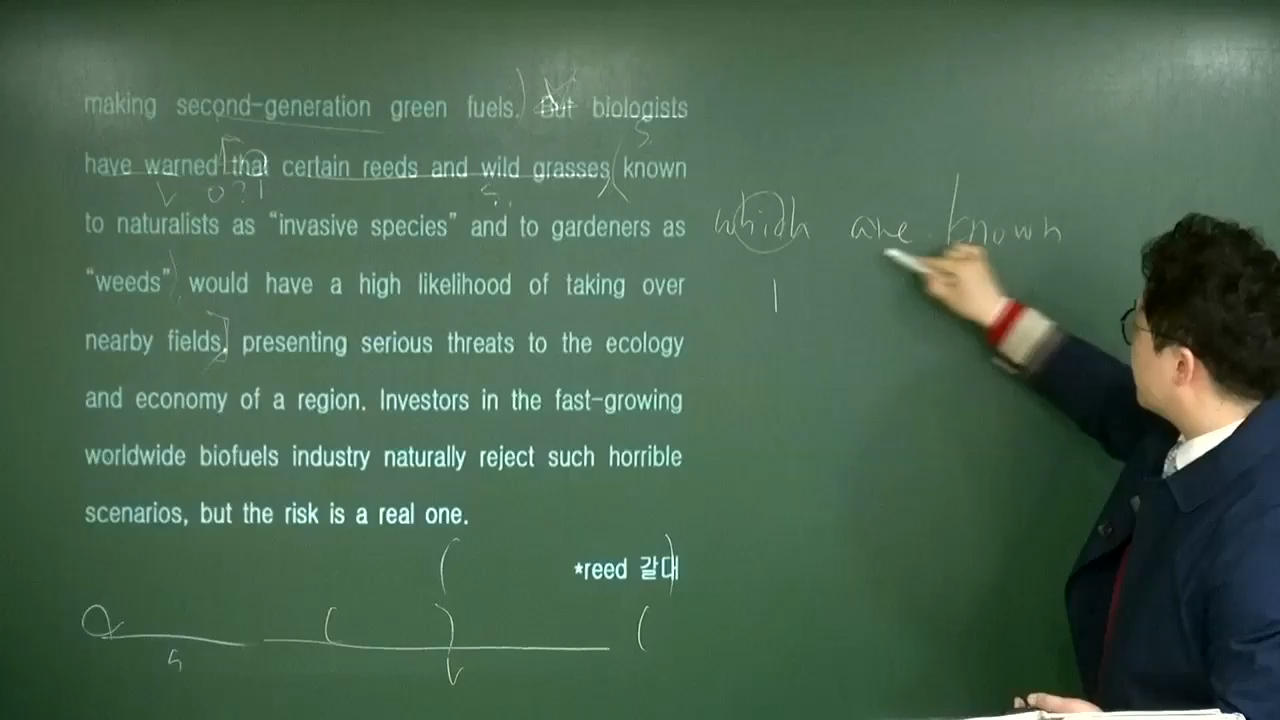 making second-generation green fuels. But biologists
have warned that certain reeds and wild grasses known
to naturalists as “invasive species” and to gardeners as
“weeds” would have a high likelihood of taking over
nearby fields, presenting serious threats to the ecology
and economy of a region. Investors in the fast-growing
worldwide biofuels industry naturally reject such horrible
scenarios, but the risk is a real one.
*reed 갈대
which are known
S
V
O
?
S
S
V